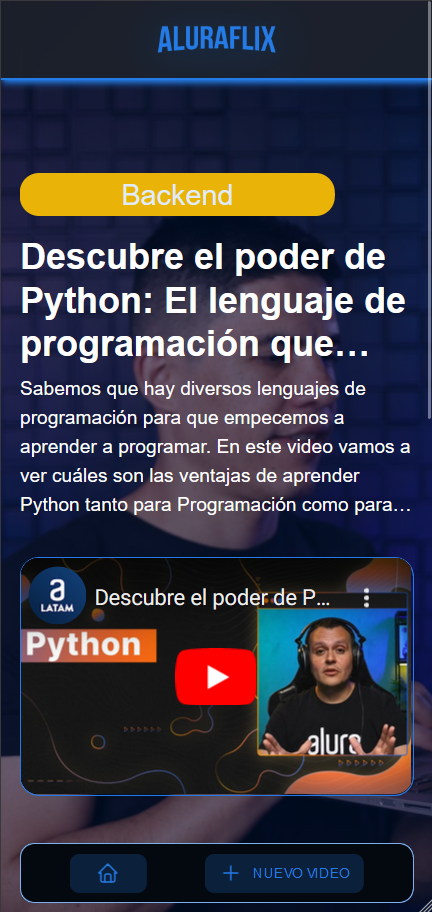 ALURAFLIX
Backend
Descubre el poder de
Python: El lenguaje de
programación que…
Sabemos que hay diversos lenguajes de
programación para que empecemos a
aprender a programar. En este video vamos a
ver cuáles son las ventajas de aprender
Python tanto para Programación como para…
a
LATAM
Descubre el poder de P…
Python
alura
NUEVO VIDEO